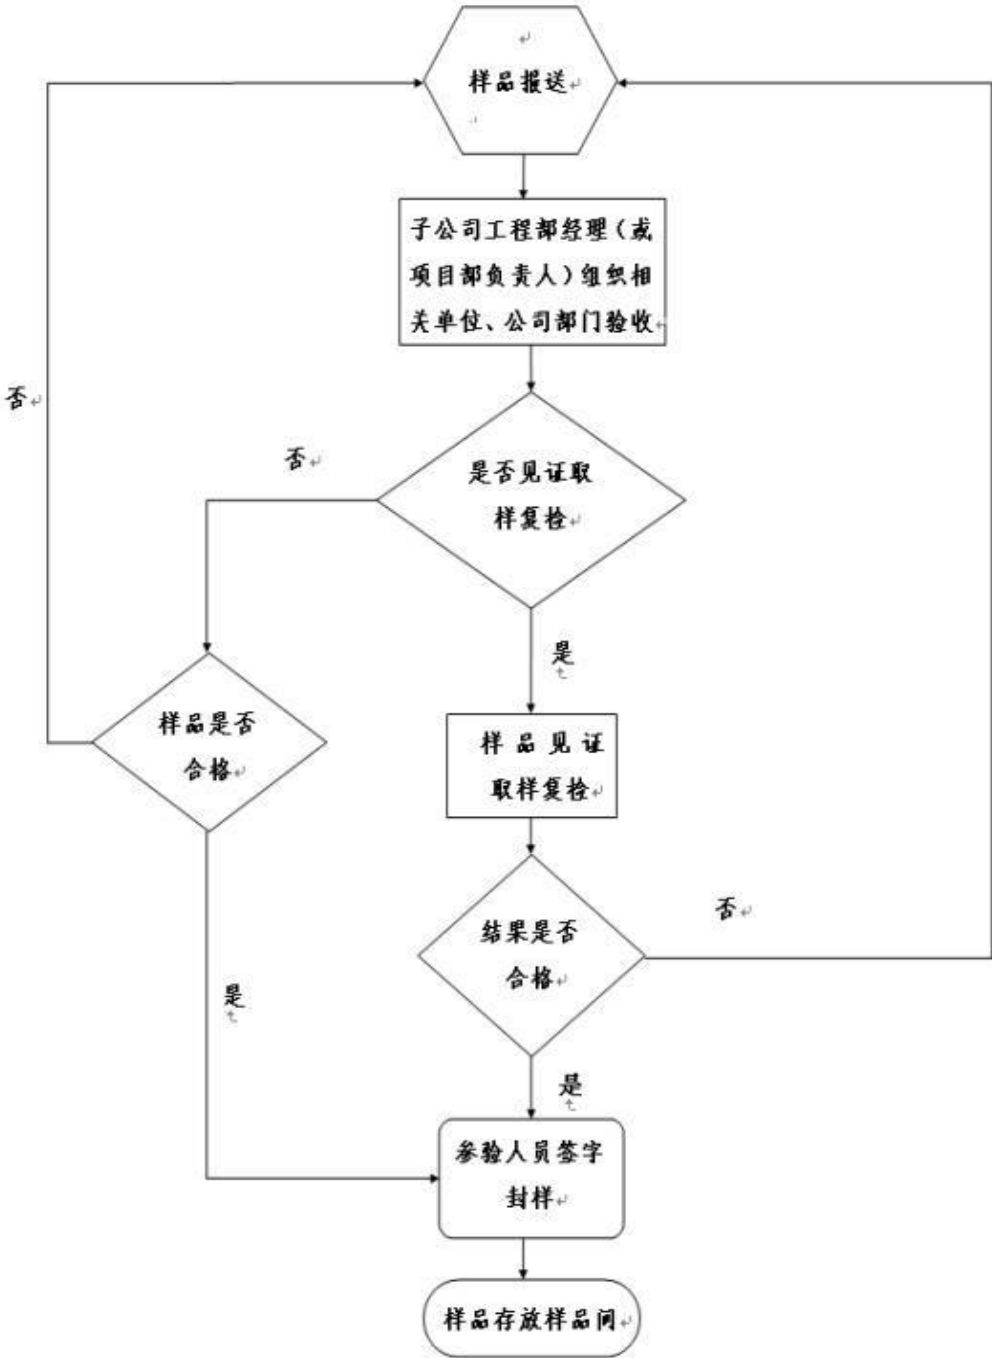 样品报送
子公司工程部经理（或
项目部负责人）组织相
关单位、公司部门验收
否
否
是否见证取
样复检
是
样品是否
合格
样品见证
取样复检
否
结果是否
合格
是
是
参验人员签字
封样
样品存放样品间